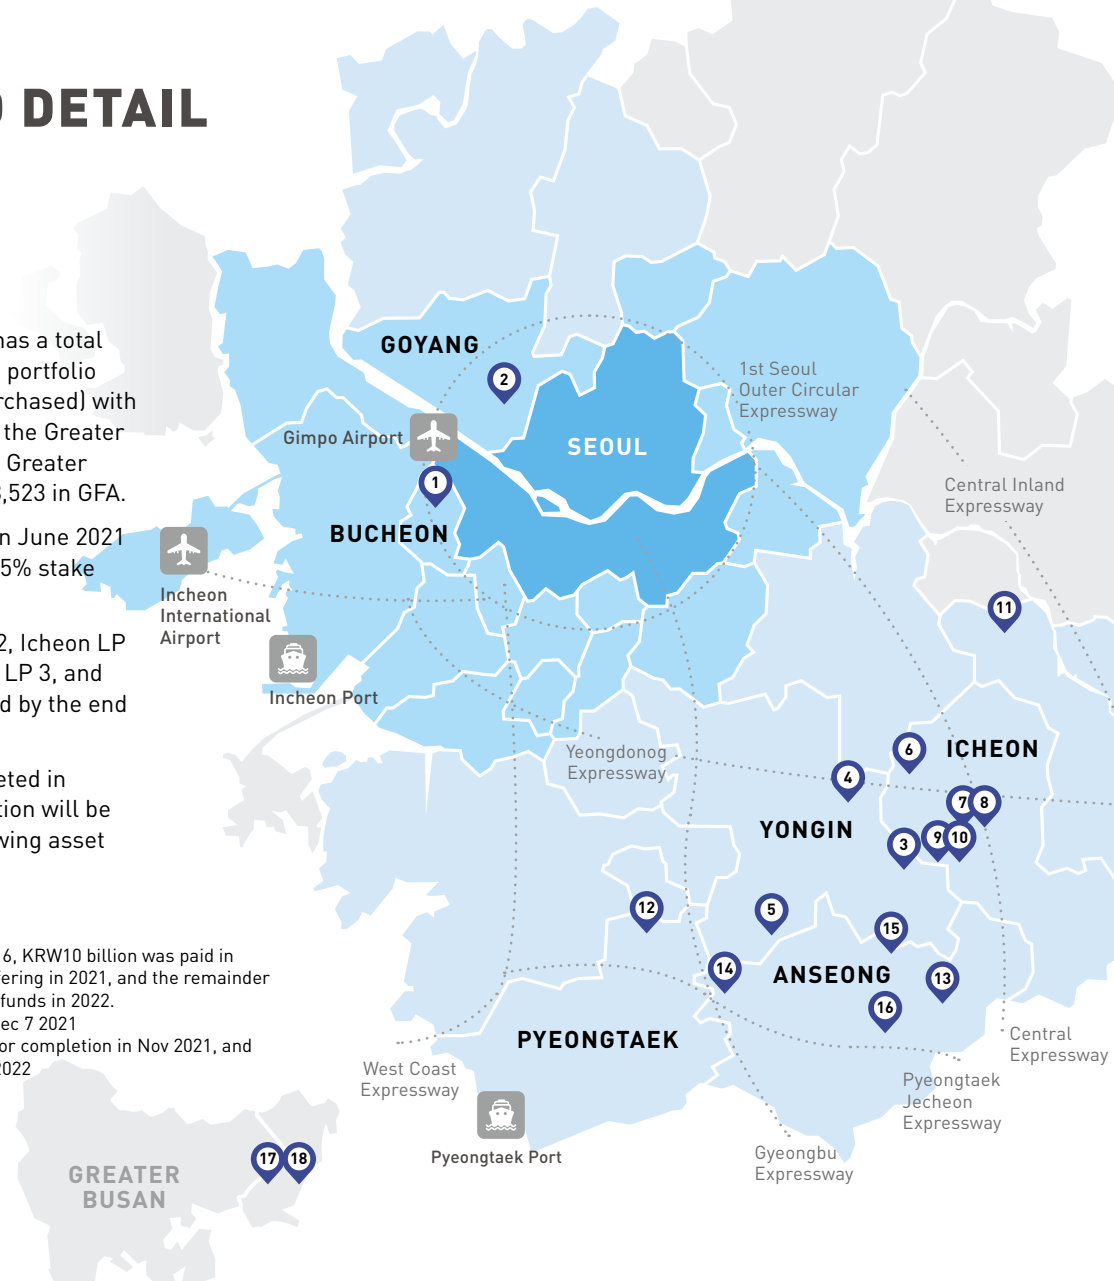 DETAIL
has a total
portfolio
rchased) with
the Greater
Greater
,523 in GFA.
n June 2021
5% stake
2, Icheon LP
LP 3, and
d by the end
eted in
tion will be
wing asset
6, KRW10 billion was paid in
fering in 2021, and the remainder
funds in 2022.
ec 7 2021
or completion in Nov 2021, and
2022
GOYANG
2
1st Seoul
Outer Circular
Expressway
SEOUL
Gimpo Airport
1
BUCHEON
Central Inland
Expressway
Incheon
International
Airport
11
Incheon Port
Yeongdonog
Expressway
6
ICHEON
4
7
8
YONGIN
3
9
10
12
5
15
14
ANSEONG
13
16
PYEONGTAEK
West Coast
Expressway
Central
Expressway
Pyeongtaek
Jecheon
Expressway
Pyeongtaek Port
Gyeongbu
Expressway
17
18
GREATER
BUSAN